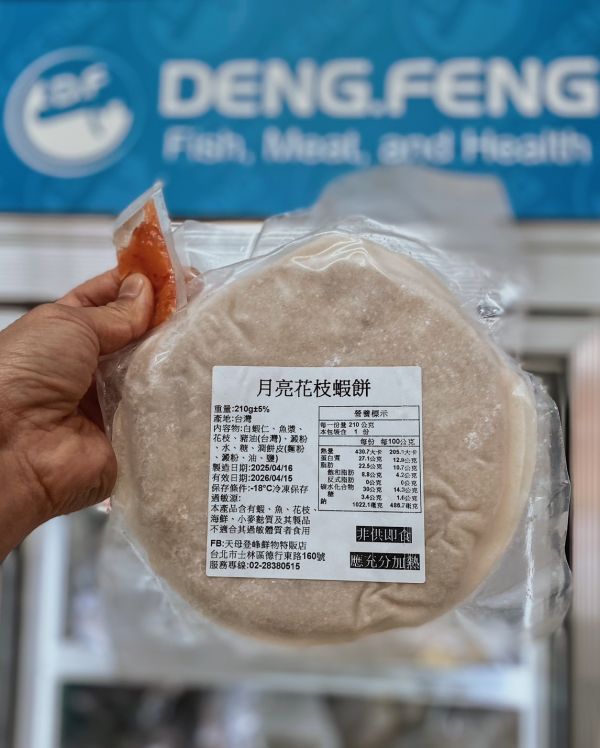 DENG FENG
Fish, Meat, and Health
月亮花枝蝦餅
重量:210g±5%
產地:台灣
內容物:白蝦仁、魚漿、
花枝、豬油(台灣)、澱粉
、水、糖、潤餅皮(麵粉
、澱粉、油、鹽)
製造日期:2025/04/16
有效日期:2026/04/15
保存條件:-18°C冷凍保存
過敏源:
本產品含有蝦、魚、花枝、
海鮮、小麥麩質及其製品
不適合其過敏體質者食用
FB:天母登峰鮮物特販店
台北市士林區德行東路160號
服務專線:02-28380515
營養標示
每一份量 210 公克
本包裝含 1 份
每份 每100公克
熱量 430.7大卡 205.1大卡
蛋白質 27.1公克 12.9公克
脂肪 22.5公克 10.7公克
飽和脂肪 8.8公克 4.2公克
反式脂肪 0公克 0公克
碳水化合物 30公克 14.3公克
糖 3.4公克 1.6公克
鈉 1022.1毫克 486.7毫克
非供即食
應充分加熱